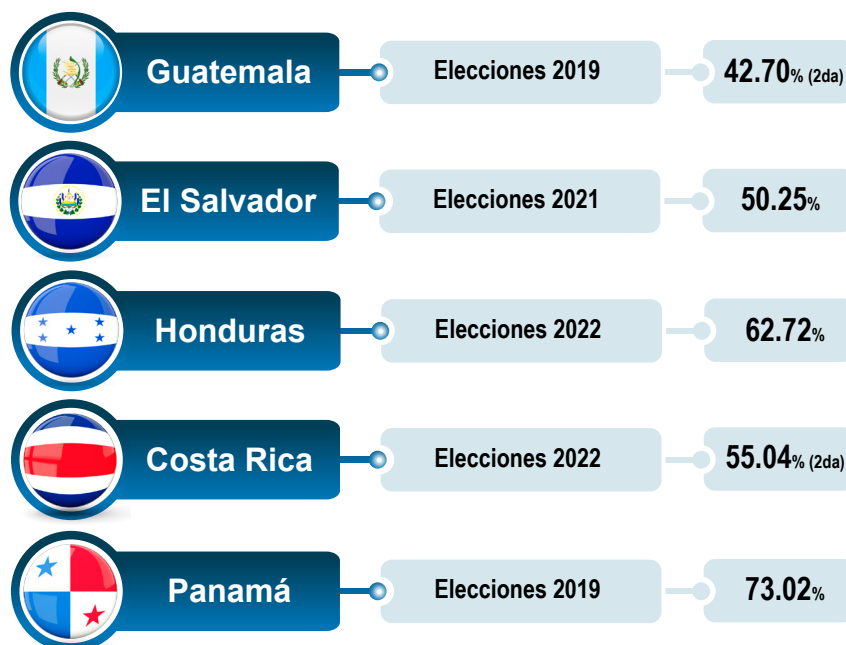 Guatemala Elecciones 2019 42.70% (2da)
El Salvador Elecciones 2021 50.25%
Honduras Elecciones 2022 62.72%
Costa Rica Elecciones 2022 55.04% (2da)
Panamá Elecciones 2019 73.02%